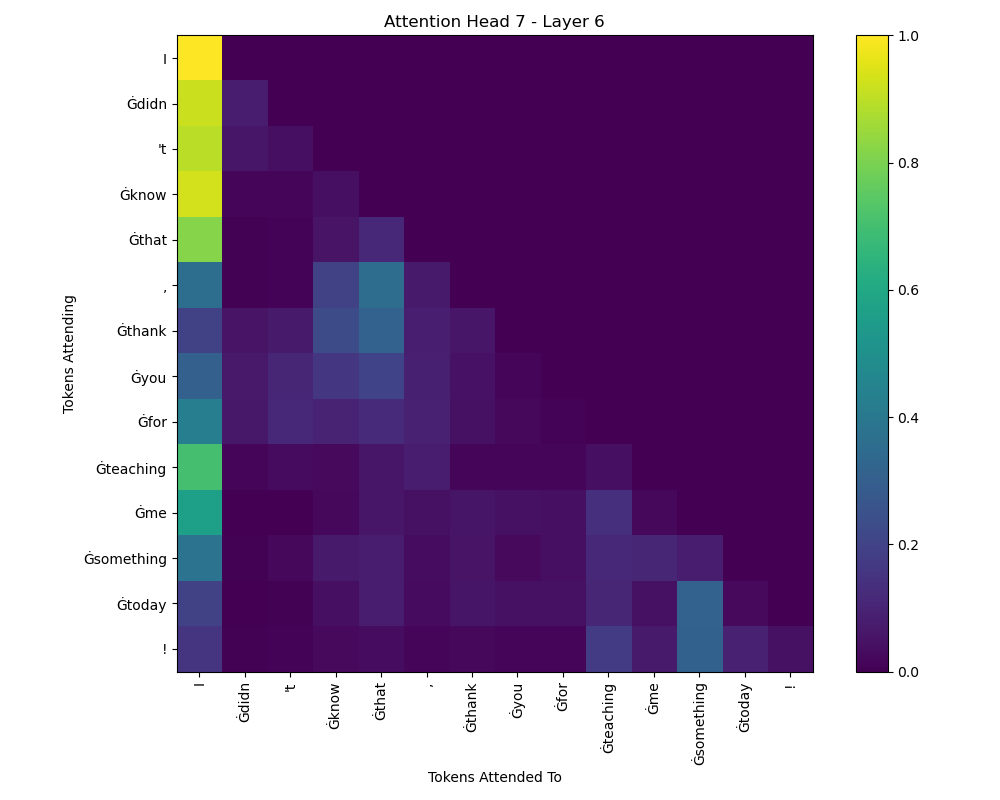 Attention Head 7 - Layer 6
I
Ġdidn
't
Ġknow
Ġthat
,
Ġthank
Ġyou
Ġfor
Ġteaching
Ġme
Ġsomething
Ġtoday
!
Tokens Attending
I
Ġdidn
't
Ġknow
Ġthat
,
Ġthank
Ġyou
Ġfor
Ġteaching
Ġme
Ġsomething
Ġtoday
!
Tokens Attended To
1.0
0.8
0.6
0.4
0.2
0.0